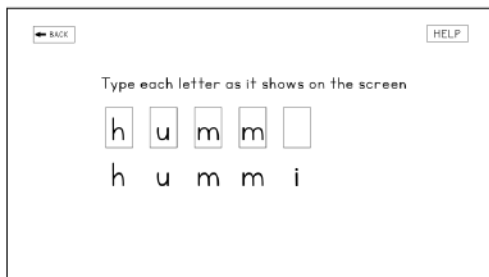 BACK
HELP
Type each letter as it shows on the screen
h u m m
h u m m i